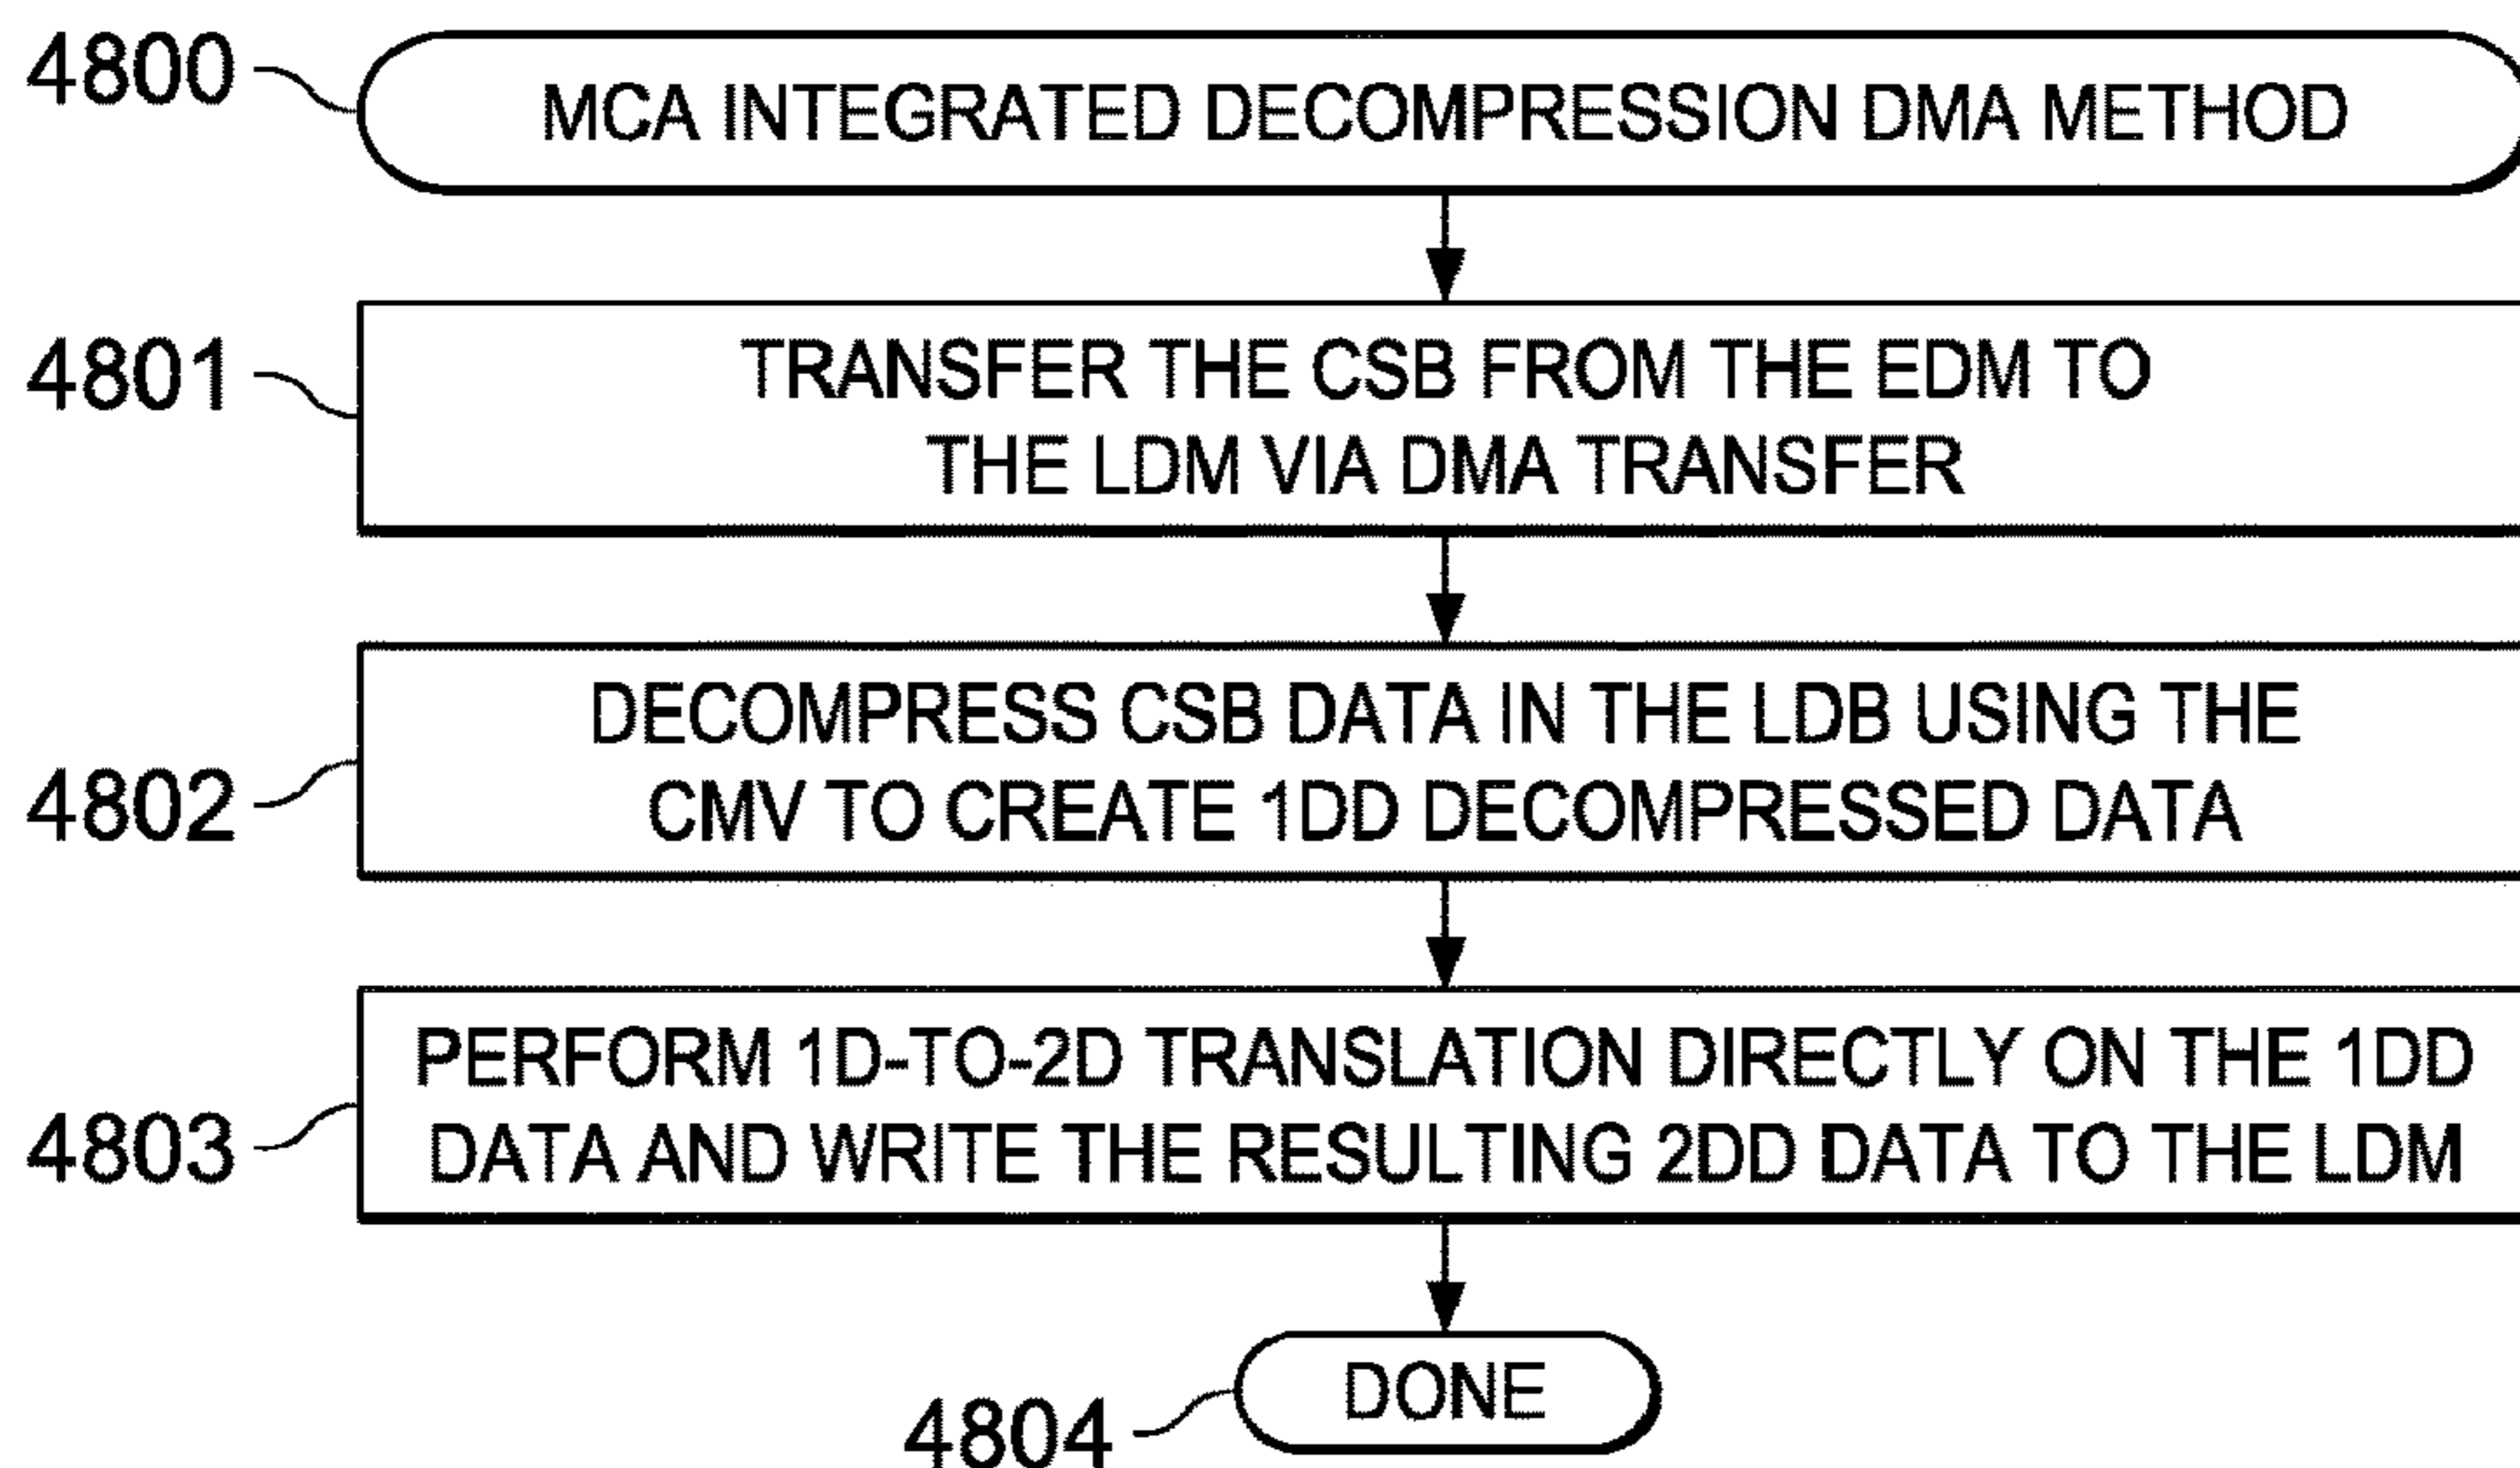 4800
MCA INTEGRATED DECOMPRESSION DMA METHOD
4801
TRANSFER THE CSB FROM THE EDM TO
THE LDM VIA DMA TRANSFER
4802
DECOMPRESS CSB DATA IN THE LDB USING THE
CMV TO CREATE 1DD DECOMPRESSED DATA
4803
PERFORM 1D-TO-2D TRANSLATION DIRECTLY ON THE 1DD
DATA AND WRITE THE RESULTING 2DD DATA TO THE LDM
4804
DONE